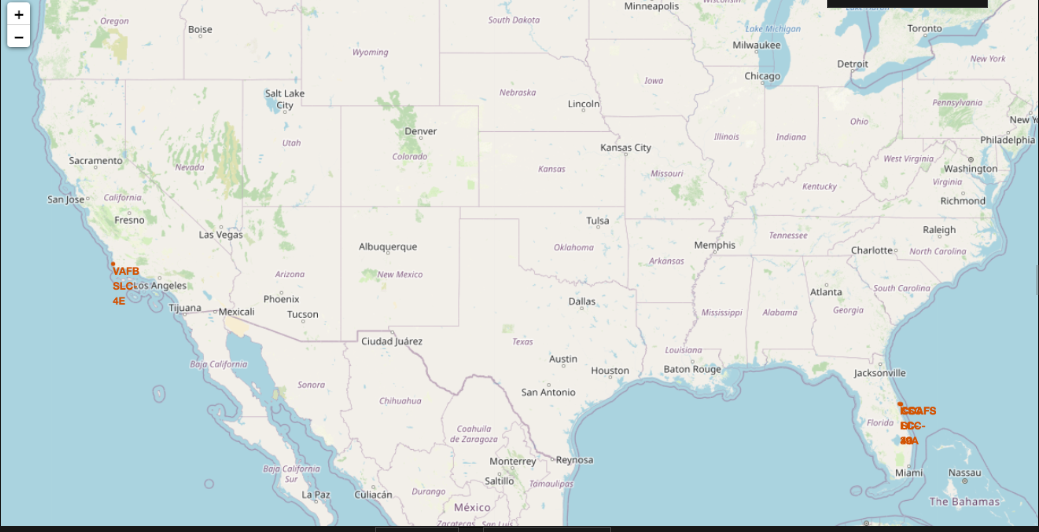 +
−
Oregon
Boise
South Dakota
Minneapolis
Toronto
Lake Michigan
Milwaukee
Wyoming
Detroit
New York
Chicago
Iowa
Salt Lake
City
Nebraska
Lincoln
Pennsylvania
Ohio
Denver
Illinois
Indiana
Philadelphia
Utah
Colorado
Kansas City
Sacramento
Nevada
Kansas
Missouri
West Virginia
Washington
Kentucky
Virginia
San Jose
California
Richmond
Fresno
Las Vegas
Tulsa
Raleigh
Tennessee
Albuquerque
Oklahoma
Memphis
Charlotte
North Carolina
Arkansas
VAFB
SLC-
4E
Los Angeles
Arizona
New Mexico
South Carolina
Phoenix
Atlanta
Tijuana
Mexicali
Tucson
Dallas
Mississippi
Alabama
Georgia
Ciudad Juárez
Texas
Louisiana
Baja California
Austin
Houston
Baton Rouge
Jacksonville
Sonora
San Antonio
Chihuahua
Florida
Coahuila
de Zaragoza
Monterrey
Reynosa
Baja California
Sur
Saltillo
Tamaulipas
Miami
Nassau
La Paz
Culiacán
Durango
México
The Bahamas
Zacatecas
San Luis